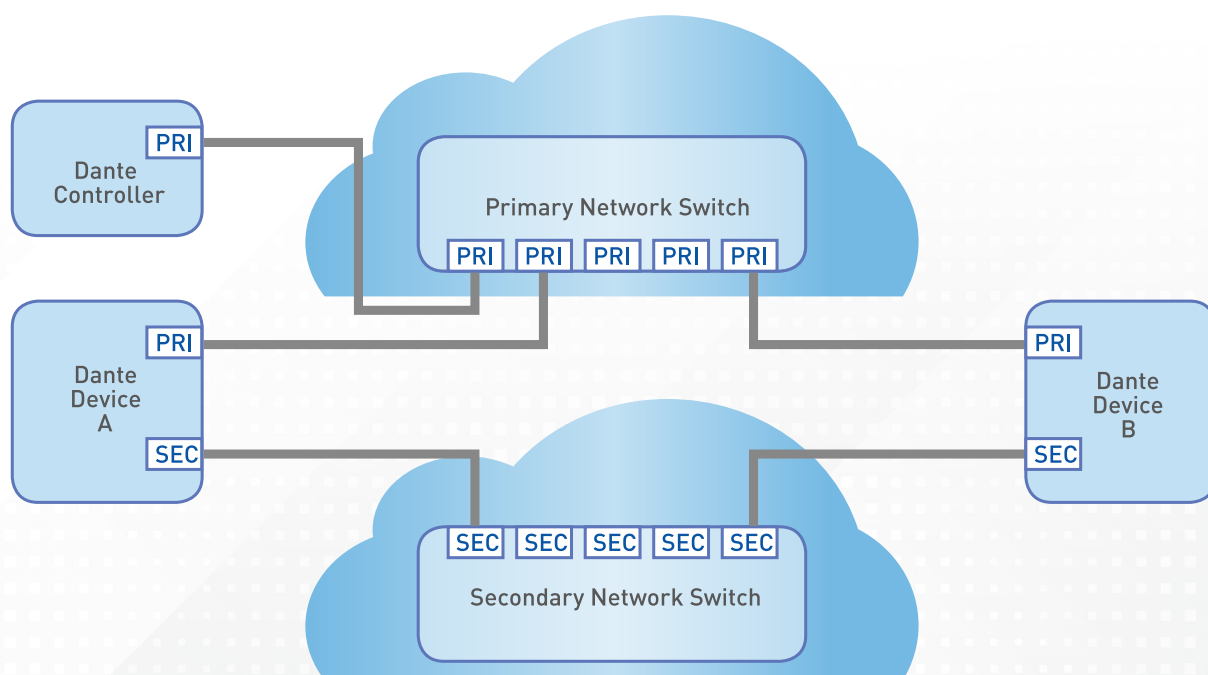 PRI
Dante
Controller
Primary Network Switch
PRI PRI PRI PRI PRI
PRI
Dante
Device
A
SEC
PRI
Dante
Device
B
SEC
SEC SEC SEC SEC SEC
Secondary Network Switch